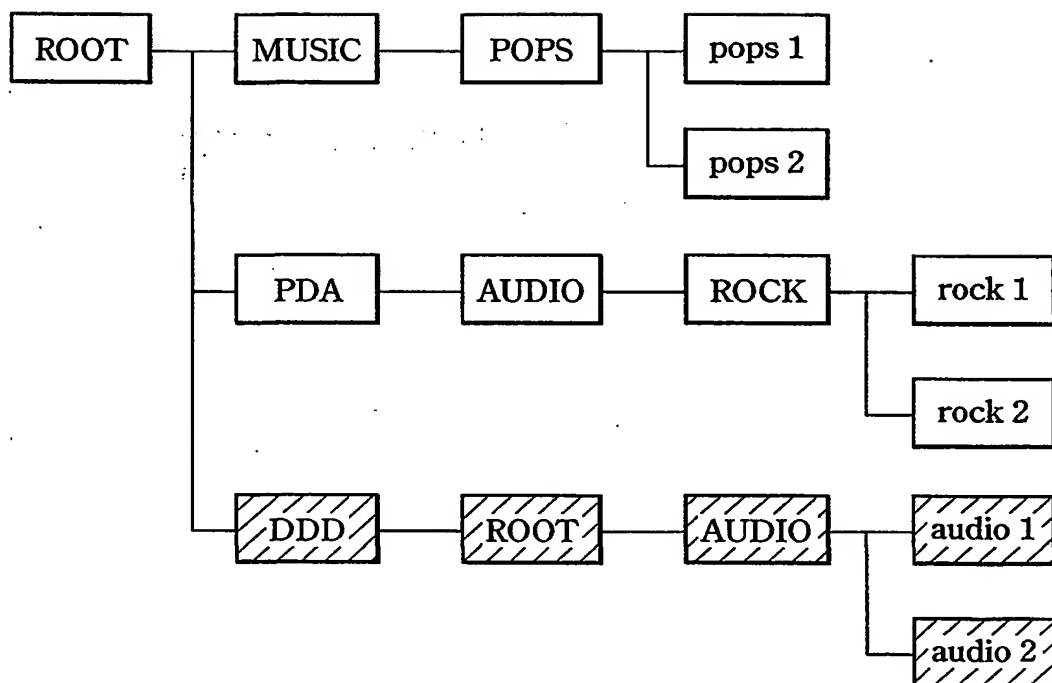 ROOT MUSIC POPS pops 1
pops 2
PDA AUDIO ROCK rock 1
rock 2
DDD ROOT AUDIO audio 1
audio 2